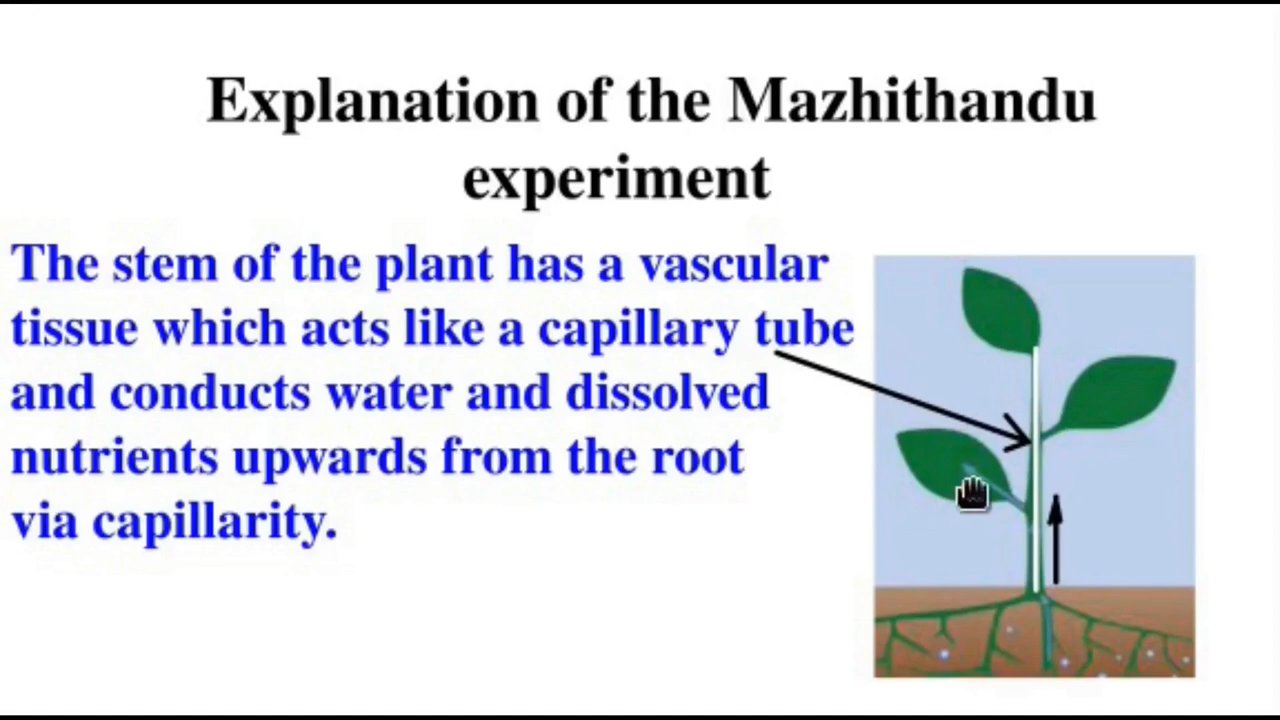 Explanation of the Mazhithandu
experiment
The stem of the plant has a vascular
tissue which acts like a capillary tube
and conducts water and dissolved
nutrients upwards from the root
via capillarity.